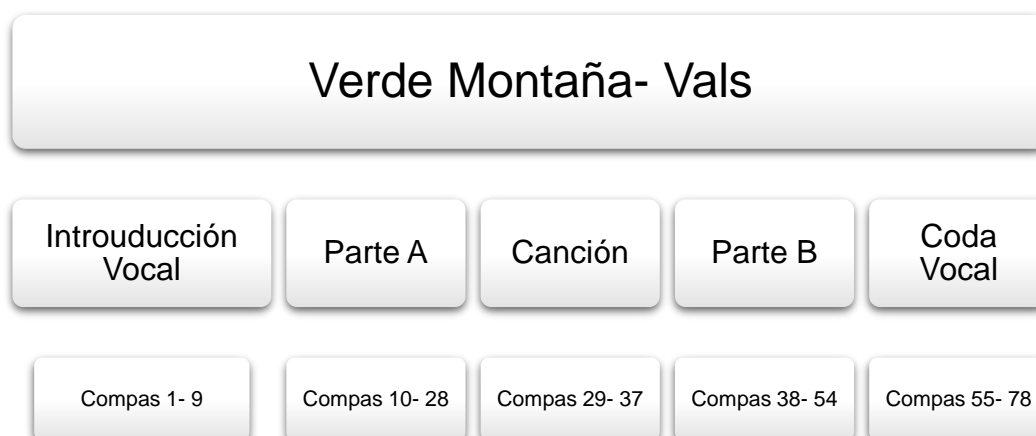 Verde Montaña- Vals
Introuducción
Vocal
Parte A
Canción
Parte B
Coda
Vocal
Compas 1- 9
Compas 10- 28
Compas 29- 37
Compas 38- 54
Compas 55- 78